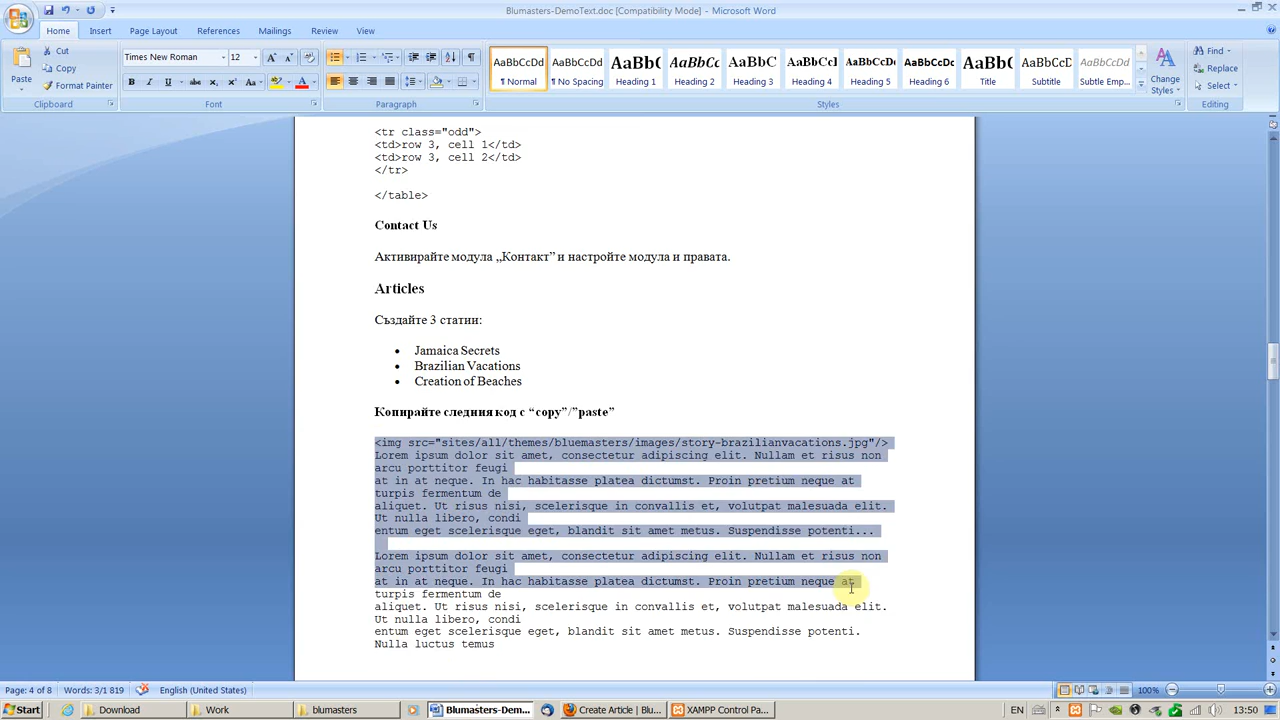 Blumasters-DemoText.doc [Compatibility Mode] - Microsoft Word
Home Insert Page Layout References Mailings Review View
Paste
Cut
Copy
Format Painter
Clipboard
Times New Roman 12
Font
Paragraph
AaBbCcDd AaBbCcDd AaBbC AaBbCc AaBbCc AaBbCcI AaBbCcDc AaBbCcDc AaBbC AaBbCcD AaBbCcDd
¶ Normal ¶ No Spacing Heading 1 Heading 2 Heading 3 Heading 4 Heading 5 Heading 6 Title Subtitle Subtle Emp...
Styles
Change Styles
Find
Replace
Select
Editing
<tr class="odd">
<td>row 3, cell 1</td>
<td>row 3, cell 2</td>
</tr>
</table>
Contact Us
Активирайте модула „Контакт” и настройте модула и правата.
Articles
Създайте 3 статии:
• Jamaica Secrets
• Brazilian Vacations
• Creation of Beaches
Копирайте следния код с “copy”/”paste”
<img src="sites/all/themes/bluemasters/images/story-brazilianvacations.jpg"/>
Lorem ipsum dolor sit amet, consectetur adipiscing elit. Nullam et risus non
arcu porttitor feugi
at in at neque. In hac habitasse platea dictumst. Proin pretium neque at
turpis fermentum de
aliquet. Ut risus nisi, scelerisque in convallis et, volutpat malesuada elit.
Ut nulla libero, condi
entum eget scelerisque eget, blandit sit amet metus. Suspendisse potenti...
Lorem ipsum dolor sit amet, consectetur adipiscing elit. Nullam et risus non
arcu porttitor feugi
at in at neque. In hac habitasse platea dictumst. Proin pretium neque at
turpis fermentum de
aliquet. Ut risus nisi, scelerisque in convallis et, volutpat malesuada elit.
Ut nulla libero, condi
entum eget scelerisque eget, blandit sit amet metus. Suspendisse potenti.
Nulla luctus temus
Page: 4 of 8 Words: 3/1 819 English (United States) 100%
Start Download Work blumasters Blumasters-Dem... Create Article | Blu... XAMPP Control Pa... EN 13:50